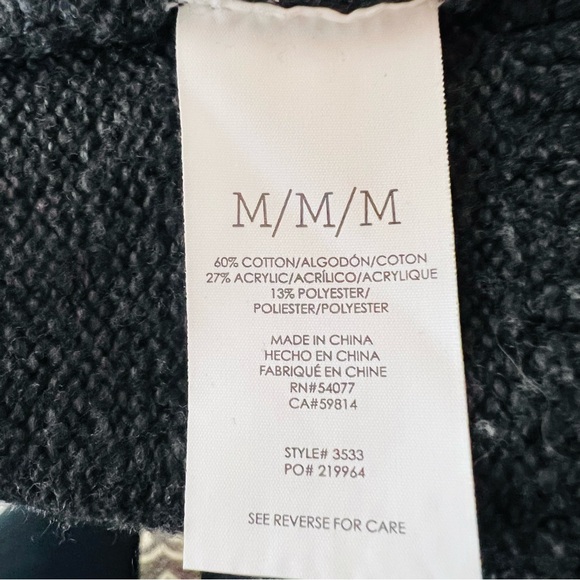 M/M/M
60% COTTON/ALGODÓN/COTON
27% ACRYLIC/ACRÍLICO/ACRYLIQUE
13% POLYESTER/
POLIESTER/POLYESTER
MADE IN CHINA
HECHO EN CHINA
FABRIQUÉ EN CHINE
RN#54077
CA#59814
STYLE# 3533
PO# 219964
SEE REVERSE FOR CARE